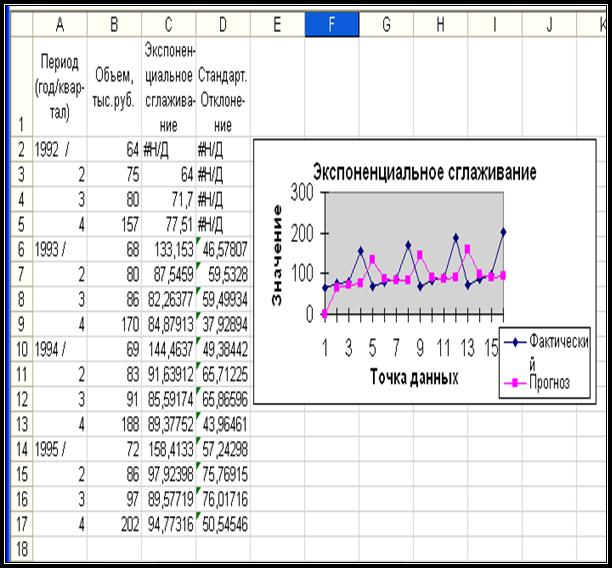 A B C D E F G H I J K
1 Период (год/квартал) Объем, тыс.руб. Экспонен-циальное сглажива-ние Стандарт. Отклоне-ние
2 1992 / 64 #Н/Д #Н/Д
3 2 75 64 #Н/Д
4 3 80 71,7 #Н/Д
5 4 157 77,51 #Н/Д
6 1993 / 68 133,153 46,57807
7 2 80 87,5459 59,5328
8 3 86 82,26377 59,49934
9 4 170 84,87913 37,92894
10 1994 / 69 144,4637 49,38442
11 2 83 91,63912 65,71225
12 3 91 85,59174 65,86596
13 4 188 89,37752 43,96461
14 1995 / 72 158,4133 57,24298
15 2 86 97,92398 75,76915
16 3 97 89,57719 76,01716
17 4 202 94,77316 50,54546
18
Экспоненциальное сглаживание
Значение
300
200
100
0
1 3 5 7 9 11 13 15
Точка данных
Фактически
й
Прогноз